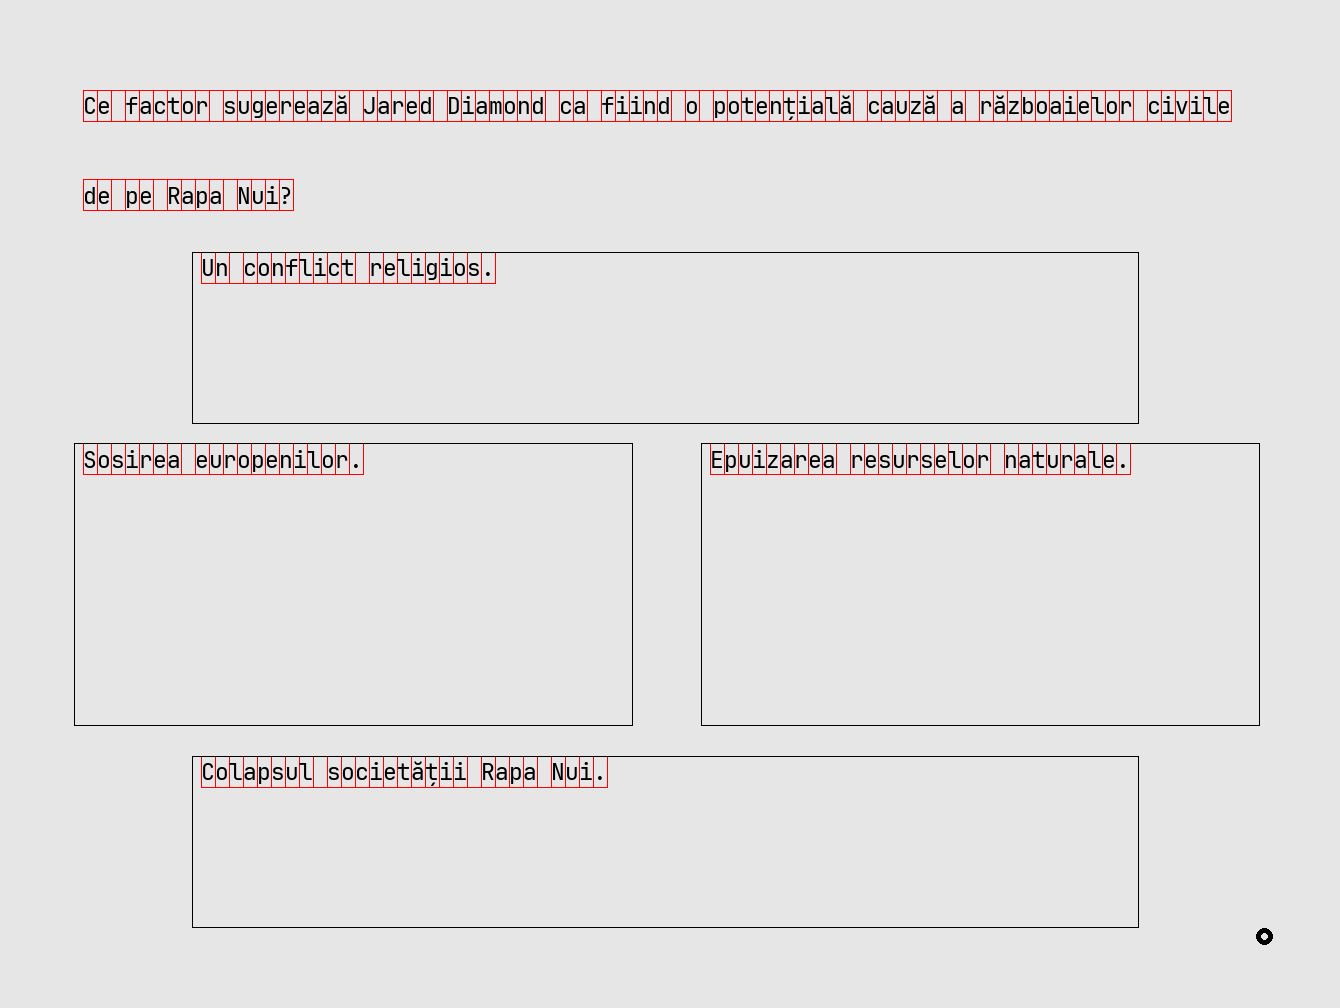 Ce factor sugerează Jared Diamond ca fiind o potențială cauză a războaielor civile
de pe Rapa Nui?
Un conflict religios.
Sosirea europenilor.
Epuizarea resurselor naturale.
Colapsul societății Rapa Nui.